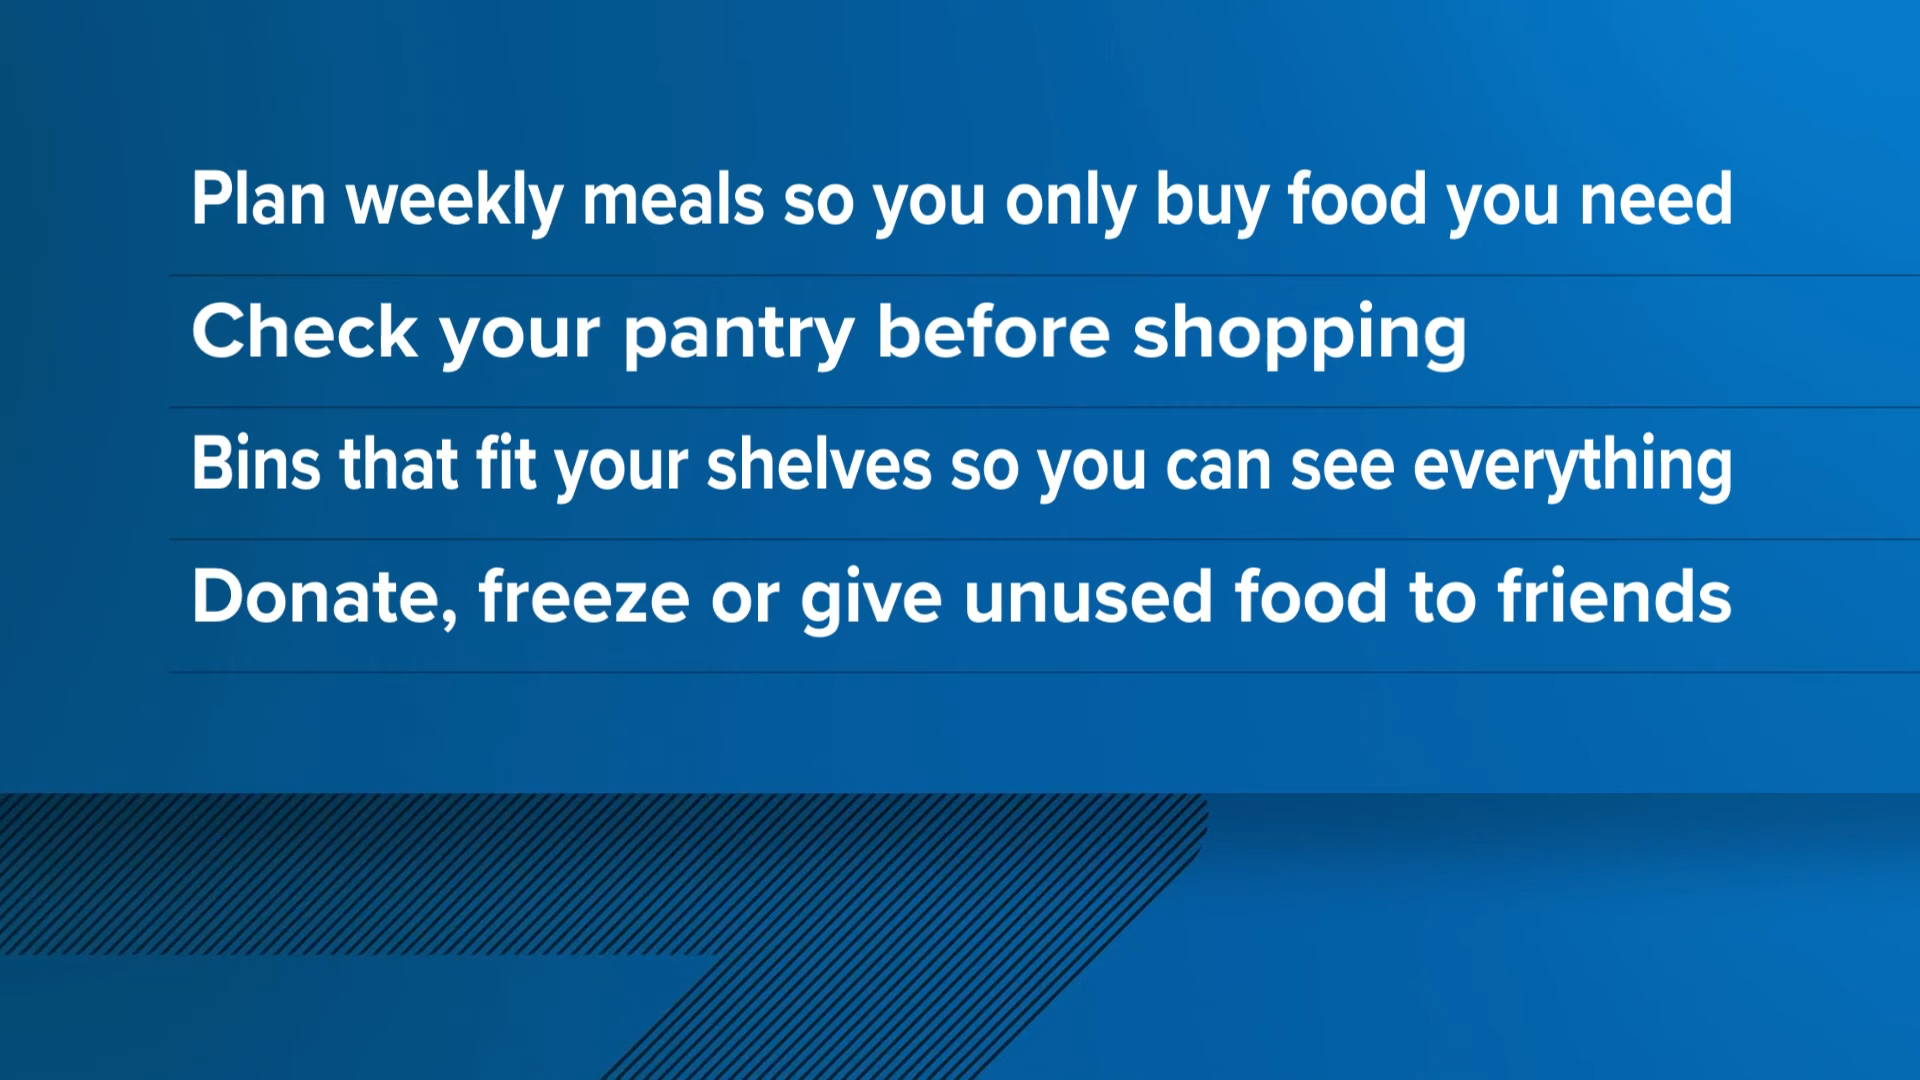 Plan weekly meals so you only buy food you need
Check your pantry before shopping
Bins that fit your shelves so you can see everything
Donate, freeze or give unused food to friends